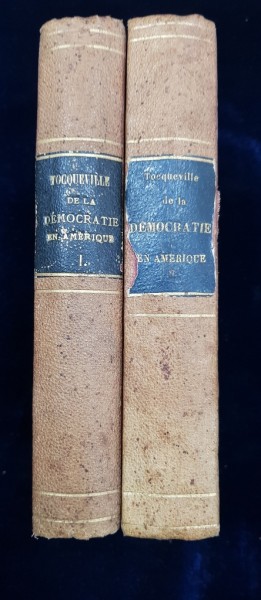 TOCQUEVILLE
DE LA
DÉMOCRATIE
EN AMÉRIQUE
I.
Tocqueville
de la
DÉMOCRATIE
EN AMÉRIQUE